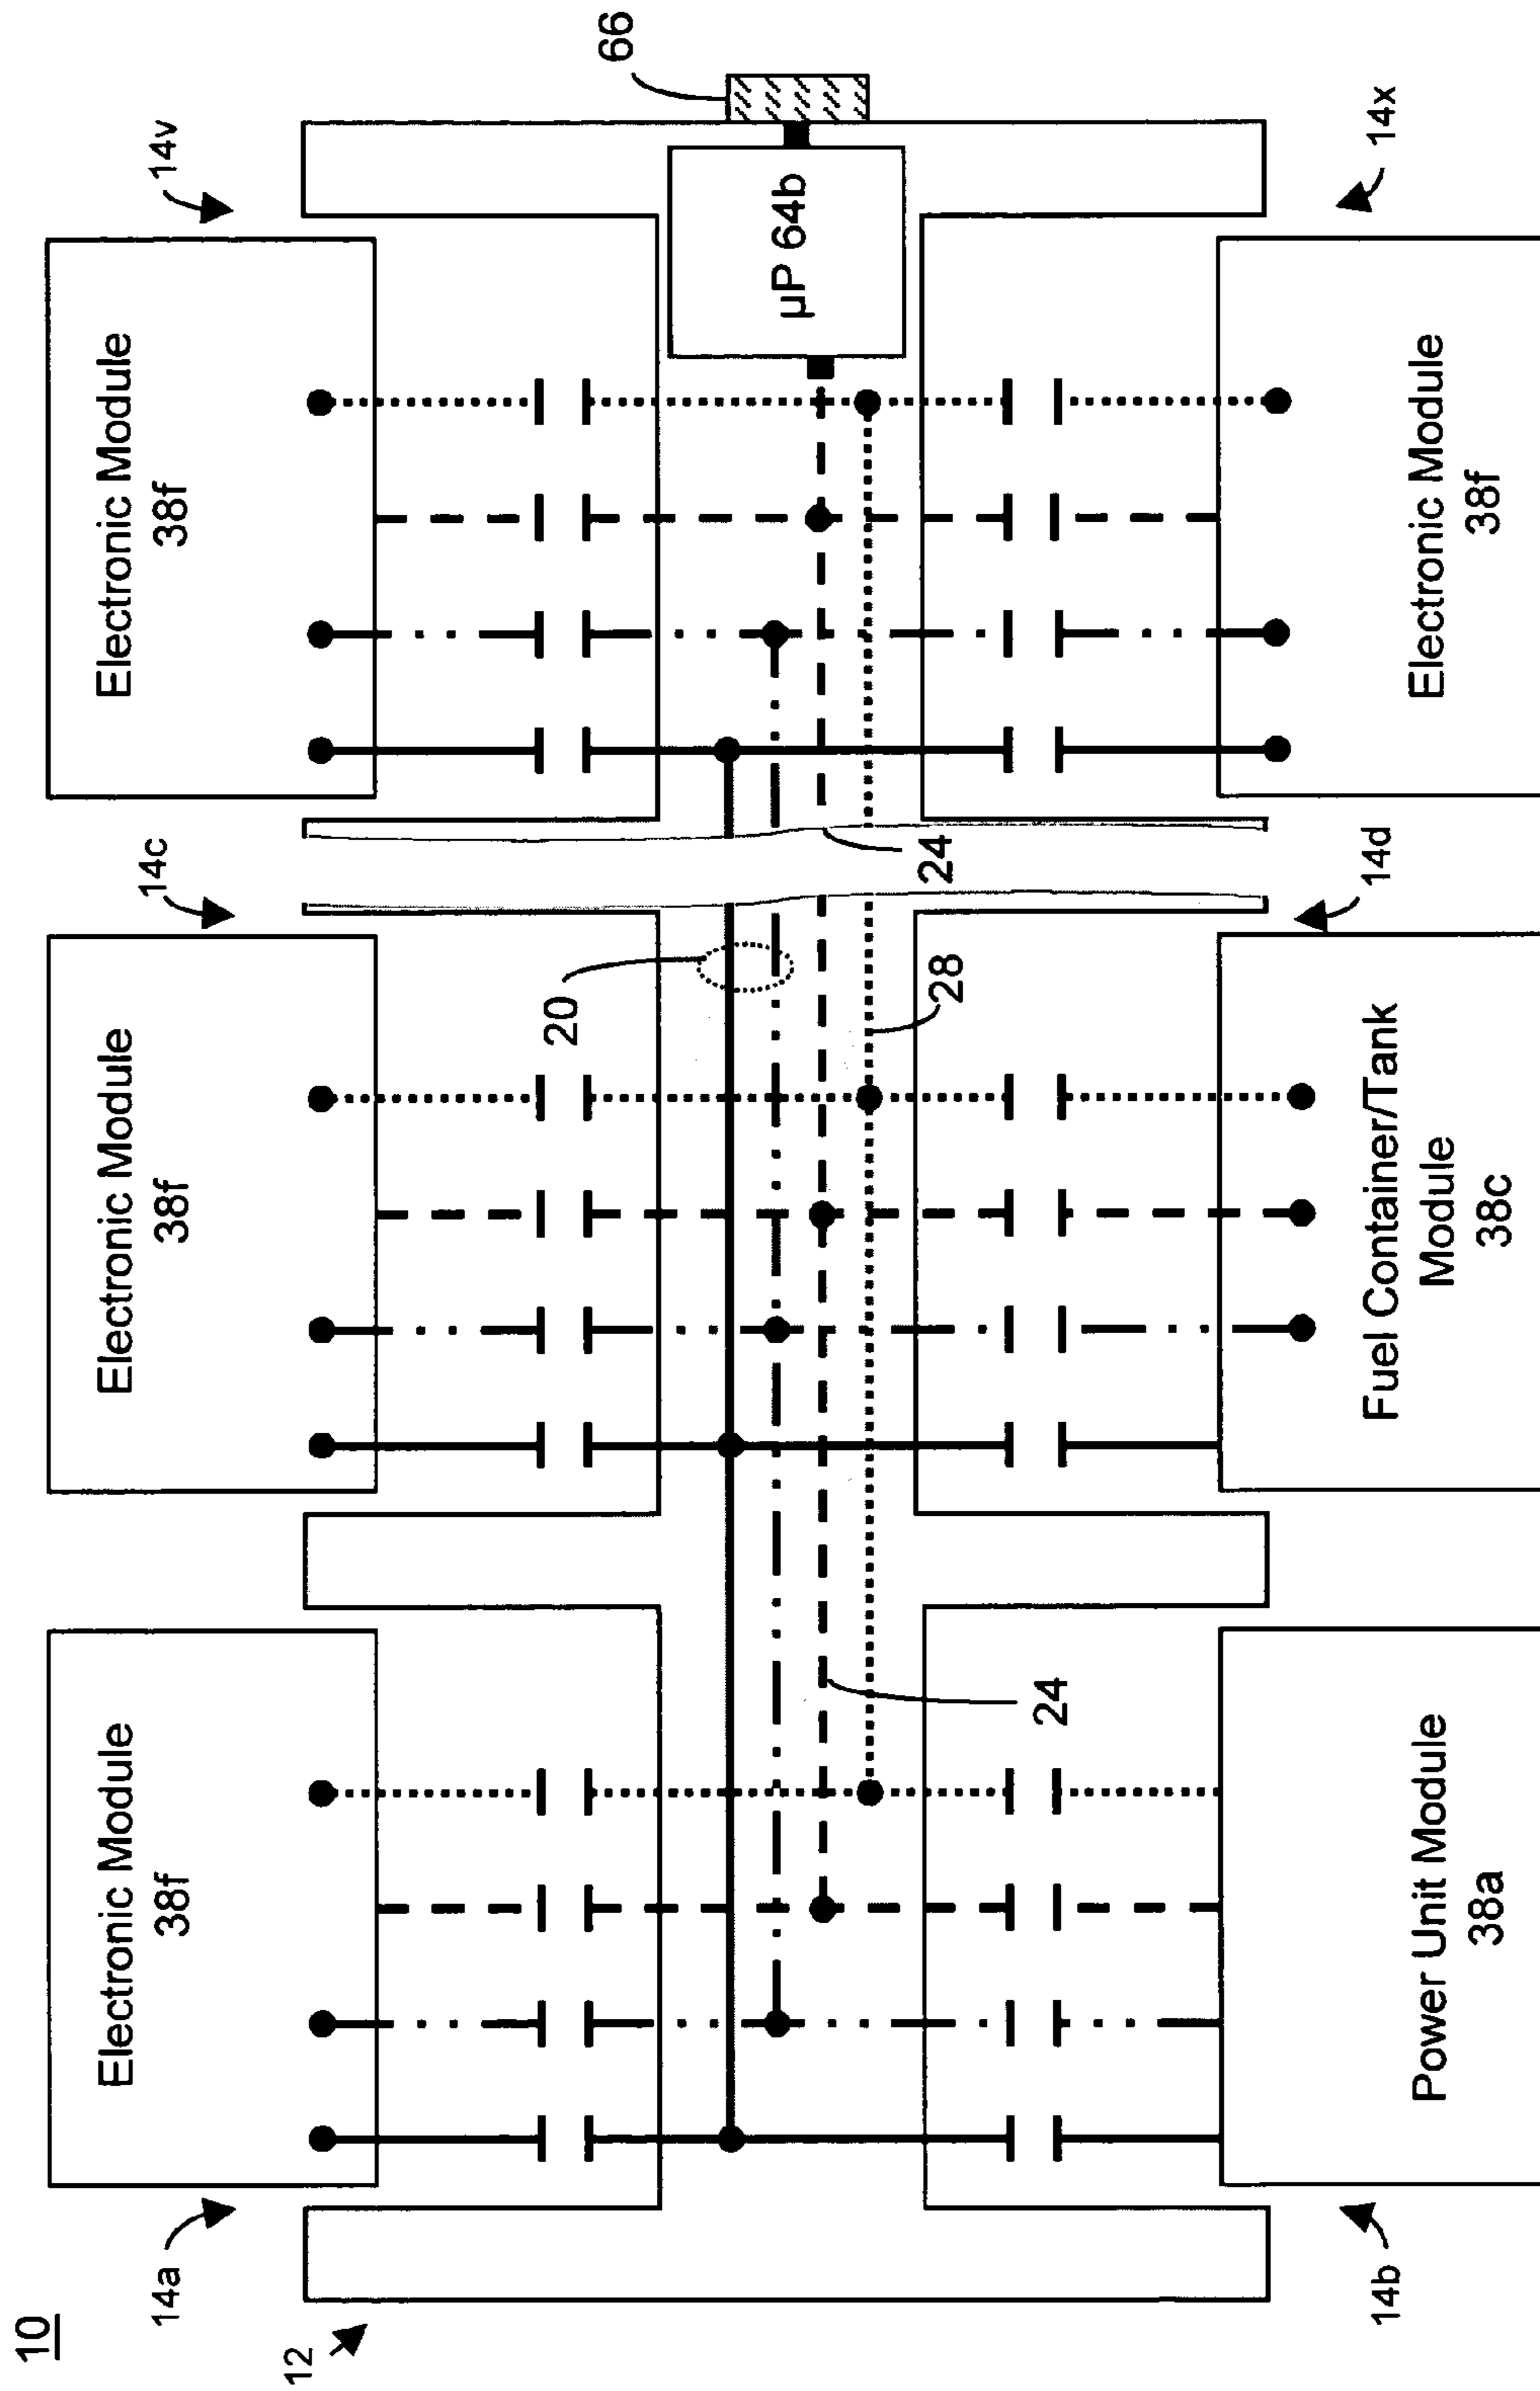 10
12
14a
14c
14v
Electronic Module
38f
Electronic Module
38f
Electronic Module
38f
20
66
µP 64b
24
28
24
14b
14d
14x
Power Unit Module
38a
Fuel Container/Tank
Module
38c
Electronic Module
38f